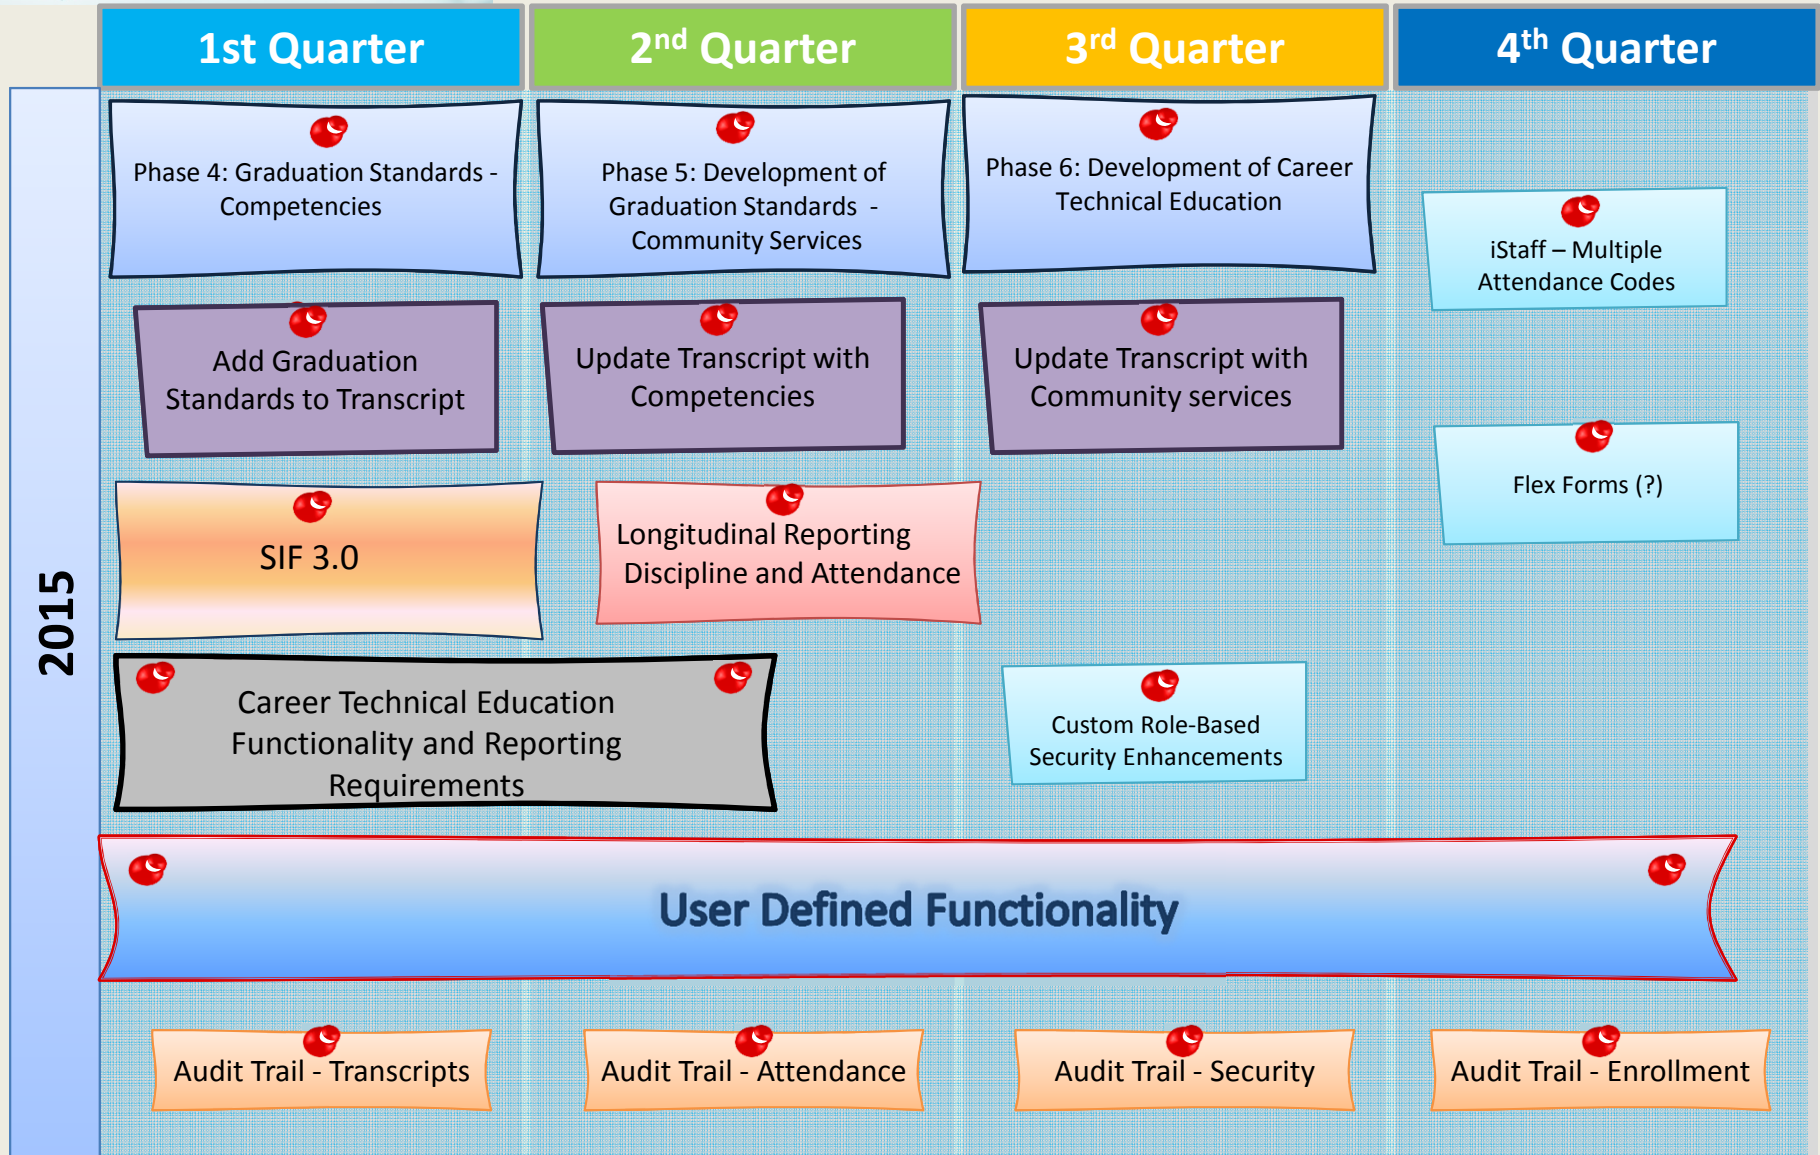 1st Quarter
2nd Quarter
3rd Quarter
4th Quarter
2015
Phase 4: Graduation Standards -
Competencies
Phase 5: Development of
Graduation Standards -
Community Services
Phase 6: Development of Career
Technical Education
iStaff – Multiple
Attendance Codes
Add Graduation
Standards to Transcript
Update Transcript with
Competencies
Update Transcript with
Community services
Flex Forms (?)
SIF 3.0
Longitudinal Reporting
Discipline and Attendance
Career Technical Education
Functionality and Reporting
Requirements
Custom Role-Based
Security Enhancements
User Defined Functionality
Audit Trail - Transcripts
Audit Trail - Attendance
Audit Trail - Security
Audit Trail - Enrollment